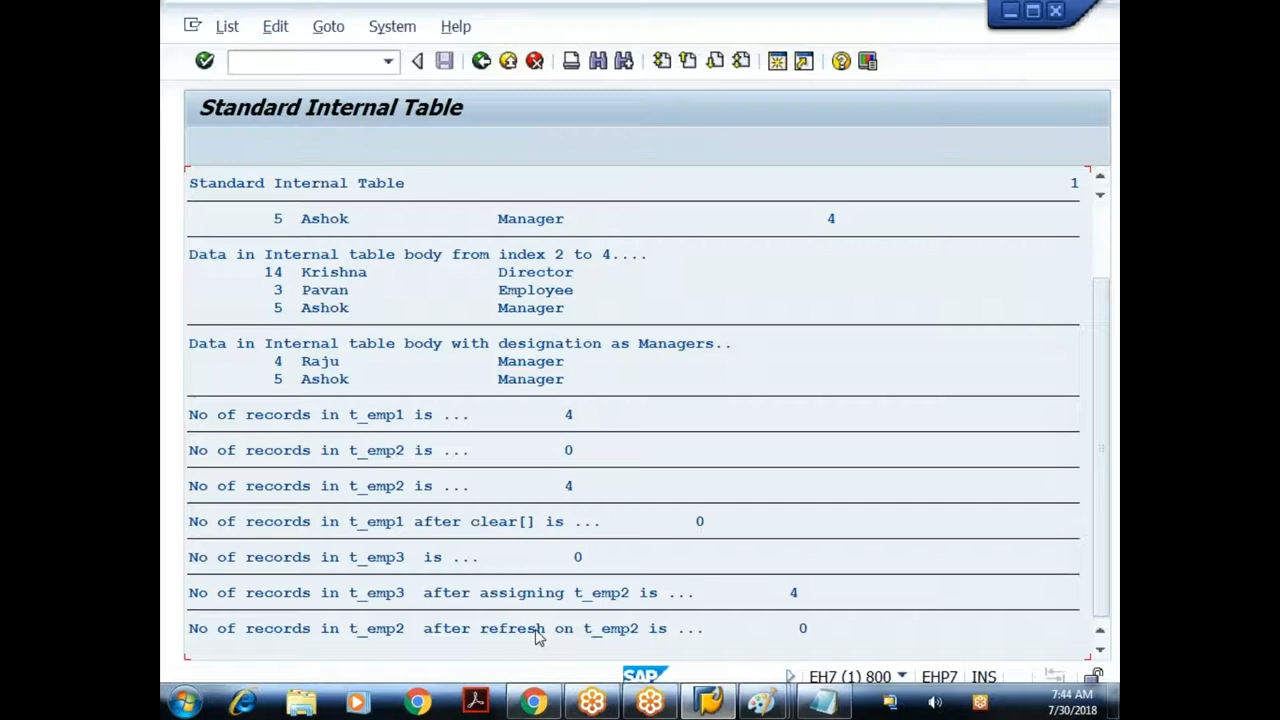 List Edit Goto System Help
Standard Internal Table
Standard Internal Table 1
5 Ashok Manager 4
Data in Internal table body from index 2 to 4....
14 Krishna Director
3 Pavan Employee
5 Ashok Manager
Data in Internal table body with designation as Managers..
4 Raju Manager
5 Ashok Manager
No of records in t_emp1 is ... 4
No of records in t_emp2 is ... 0
No of records in t_emp2 is ... 4
No of records in t_emp1 after clear[] is ... 0
No of records in t_emp3 is ... 0
No of records in t_emp3 after assigning t_emp2 is ... 4
No of records in t_emp2 after refresh on t_emp2 is ... 0
SAP EH7 (1) 800 EHP7 INS
7:44 AM
7/30/2018